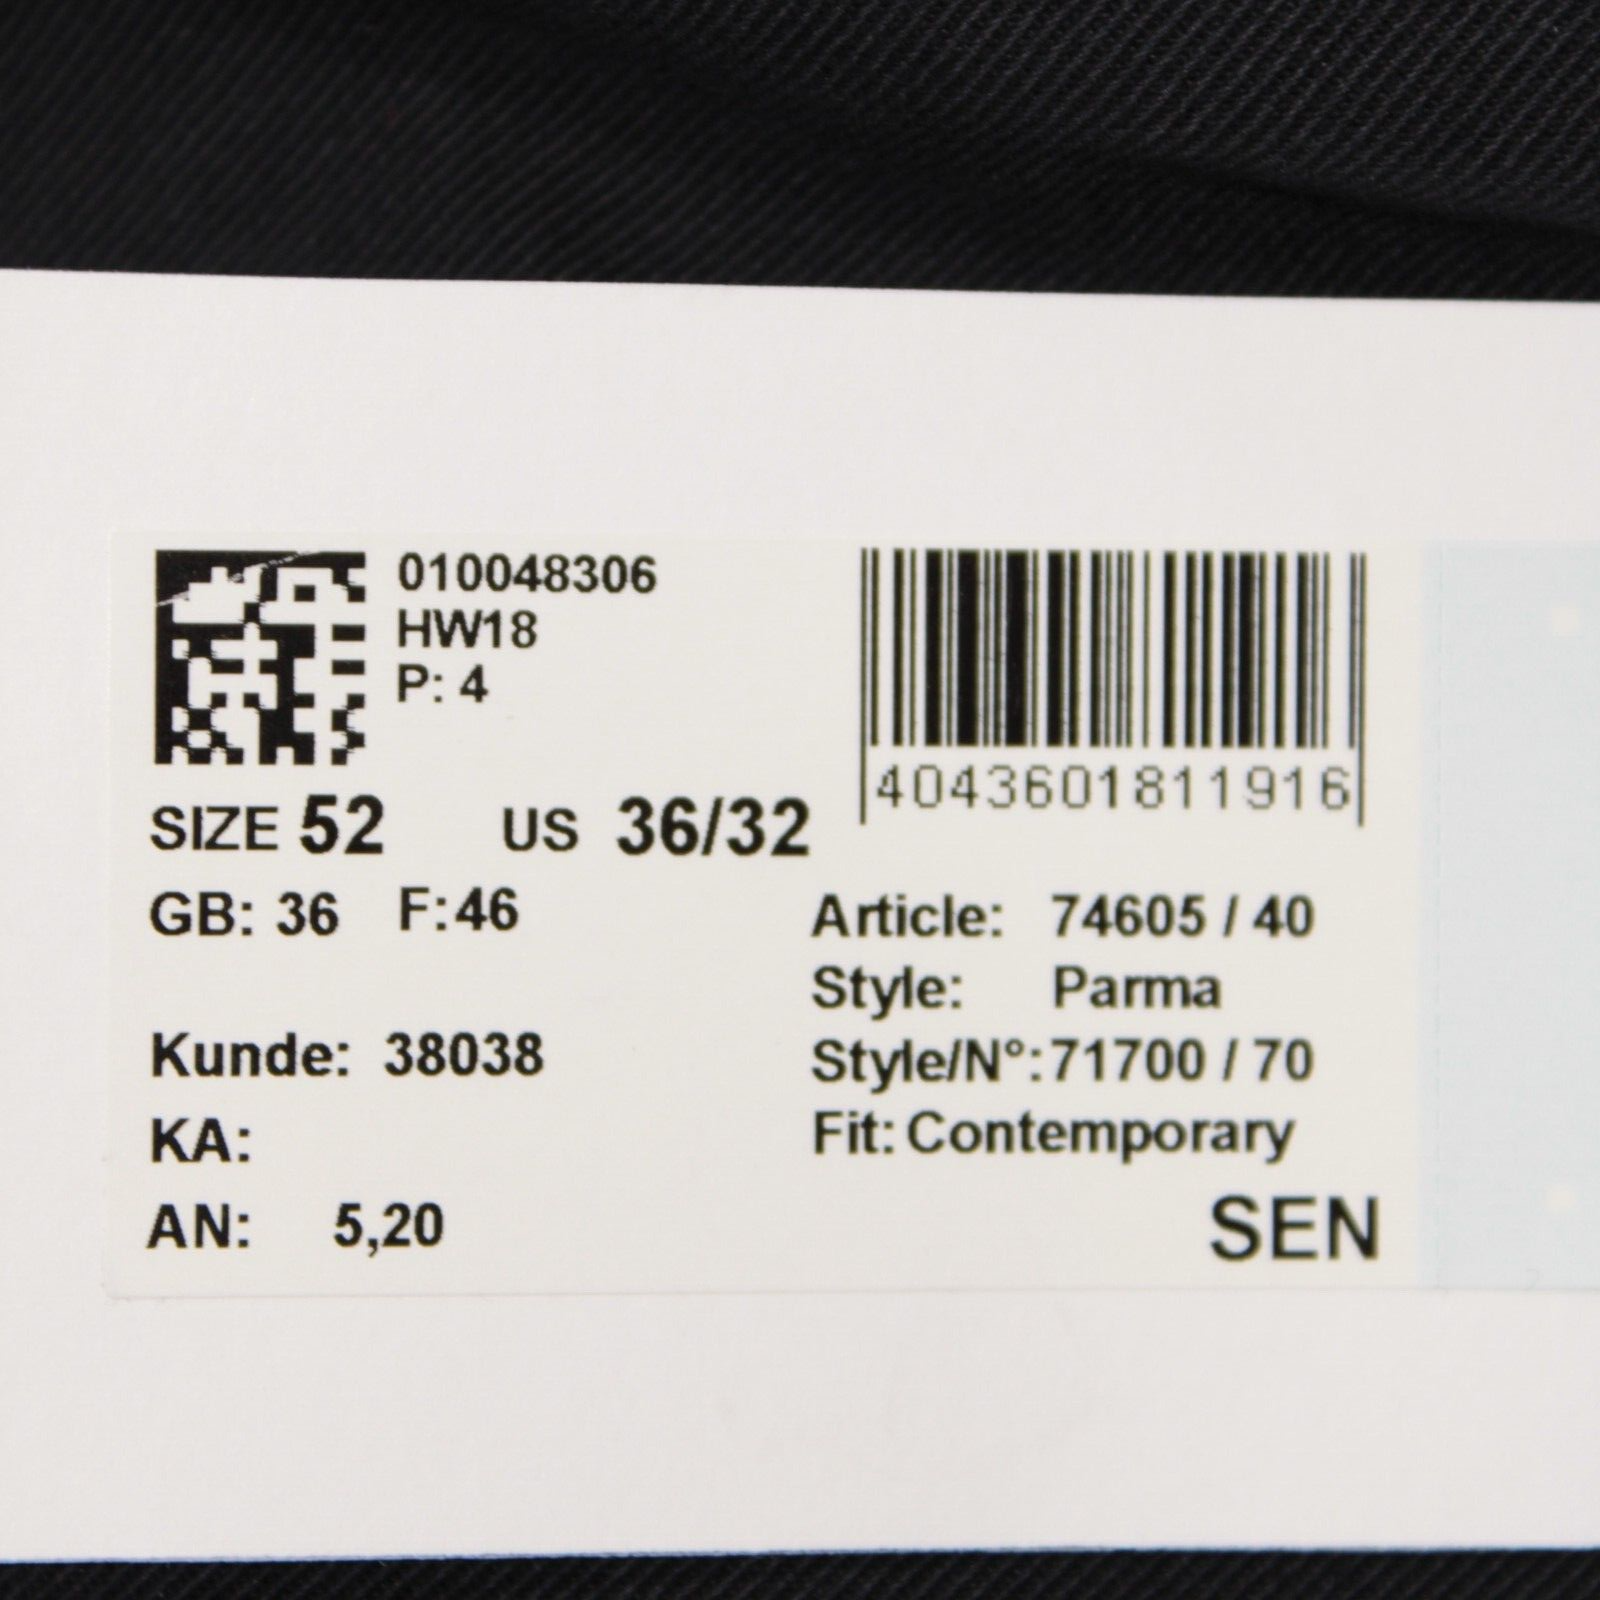 010048306
HW18
P: 4
4043601811916
SIZE 52 US 36/32
GB: 36 F:46
Article: 74605 / 40
Style: Parma
Kunde: 38038
Style/N°:71700 / 70
KA:
Fit: Contemporary
AN: 5,20
SEN